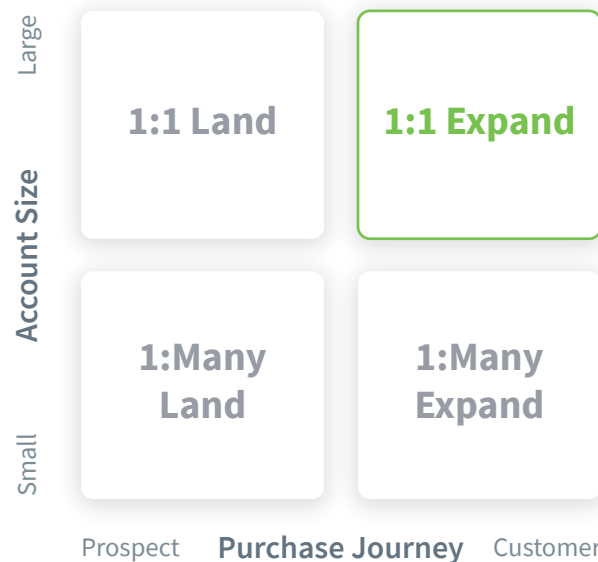 Large
Account Size
Small
1:1 Land
1:1 Expand
1:Many
Land
1:Many
Expand
Prospect
Purchase Journey
Customer